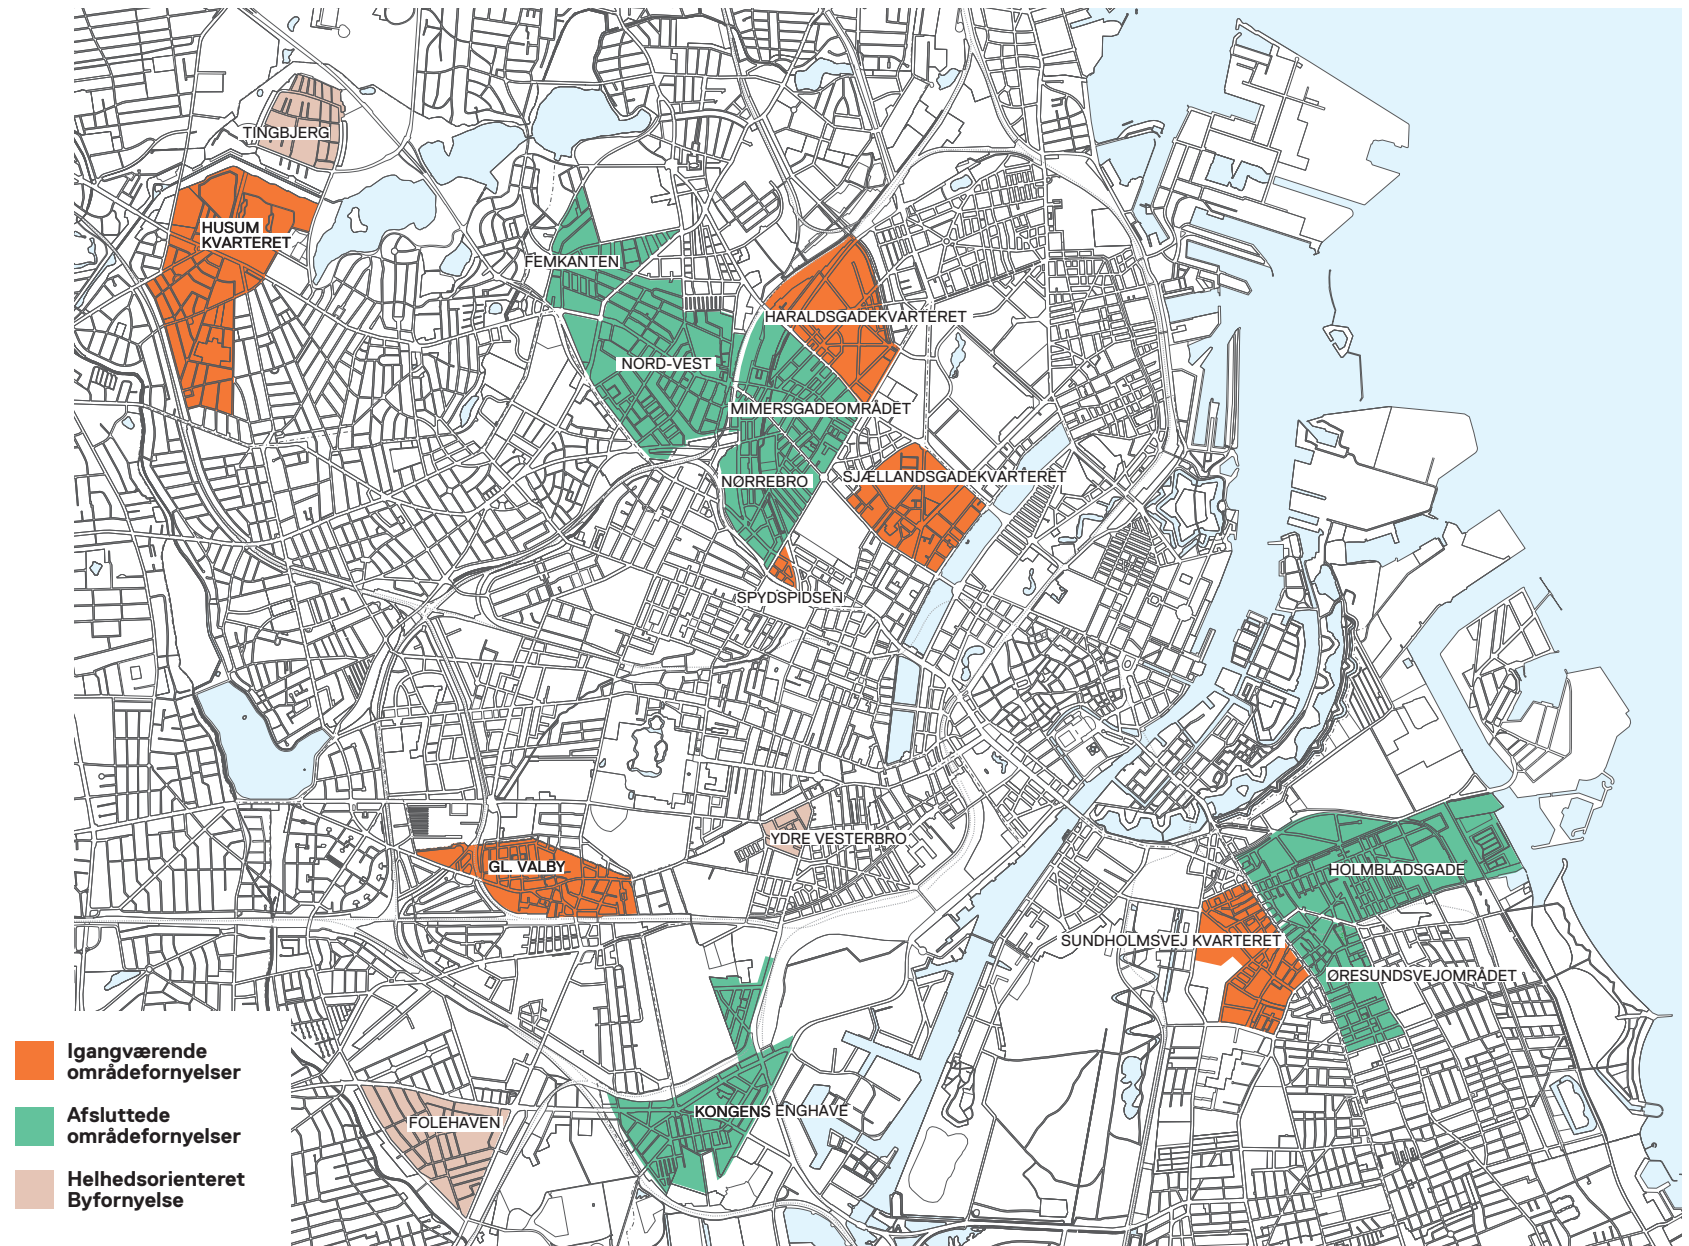 TINGBJERG
HUSUM
KVARTERET
FEMKANTEN
HARALDSGADEKVARTERET
NORD-VEST
MIMERSGADEOMRÅDET
SJÆLLANDSGADEKVARTERET
NØRREBRO
SPYDSPIDSEN
YDRE VESTERBRO
GL. VALBY
HOLMBLADSGADE
SUNDHOLMSVEJ KVARTERET
ØRESUNDSVEJOMRÅDET
KONGENS ENGHAVE
FOLEHAVEN
Igangværende
områdefornyelser
Afsluttede
områdefornyelser
Helhedsorienteret
Byfornyelse